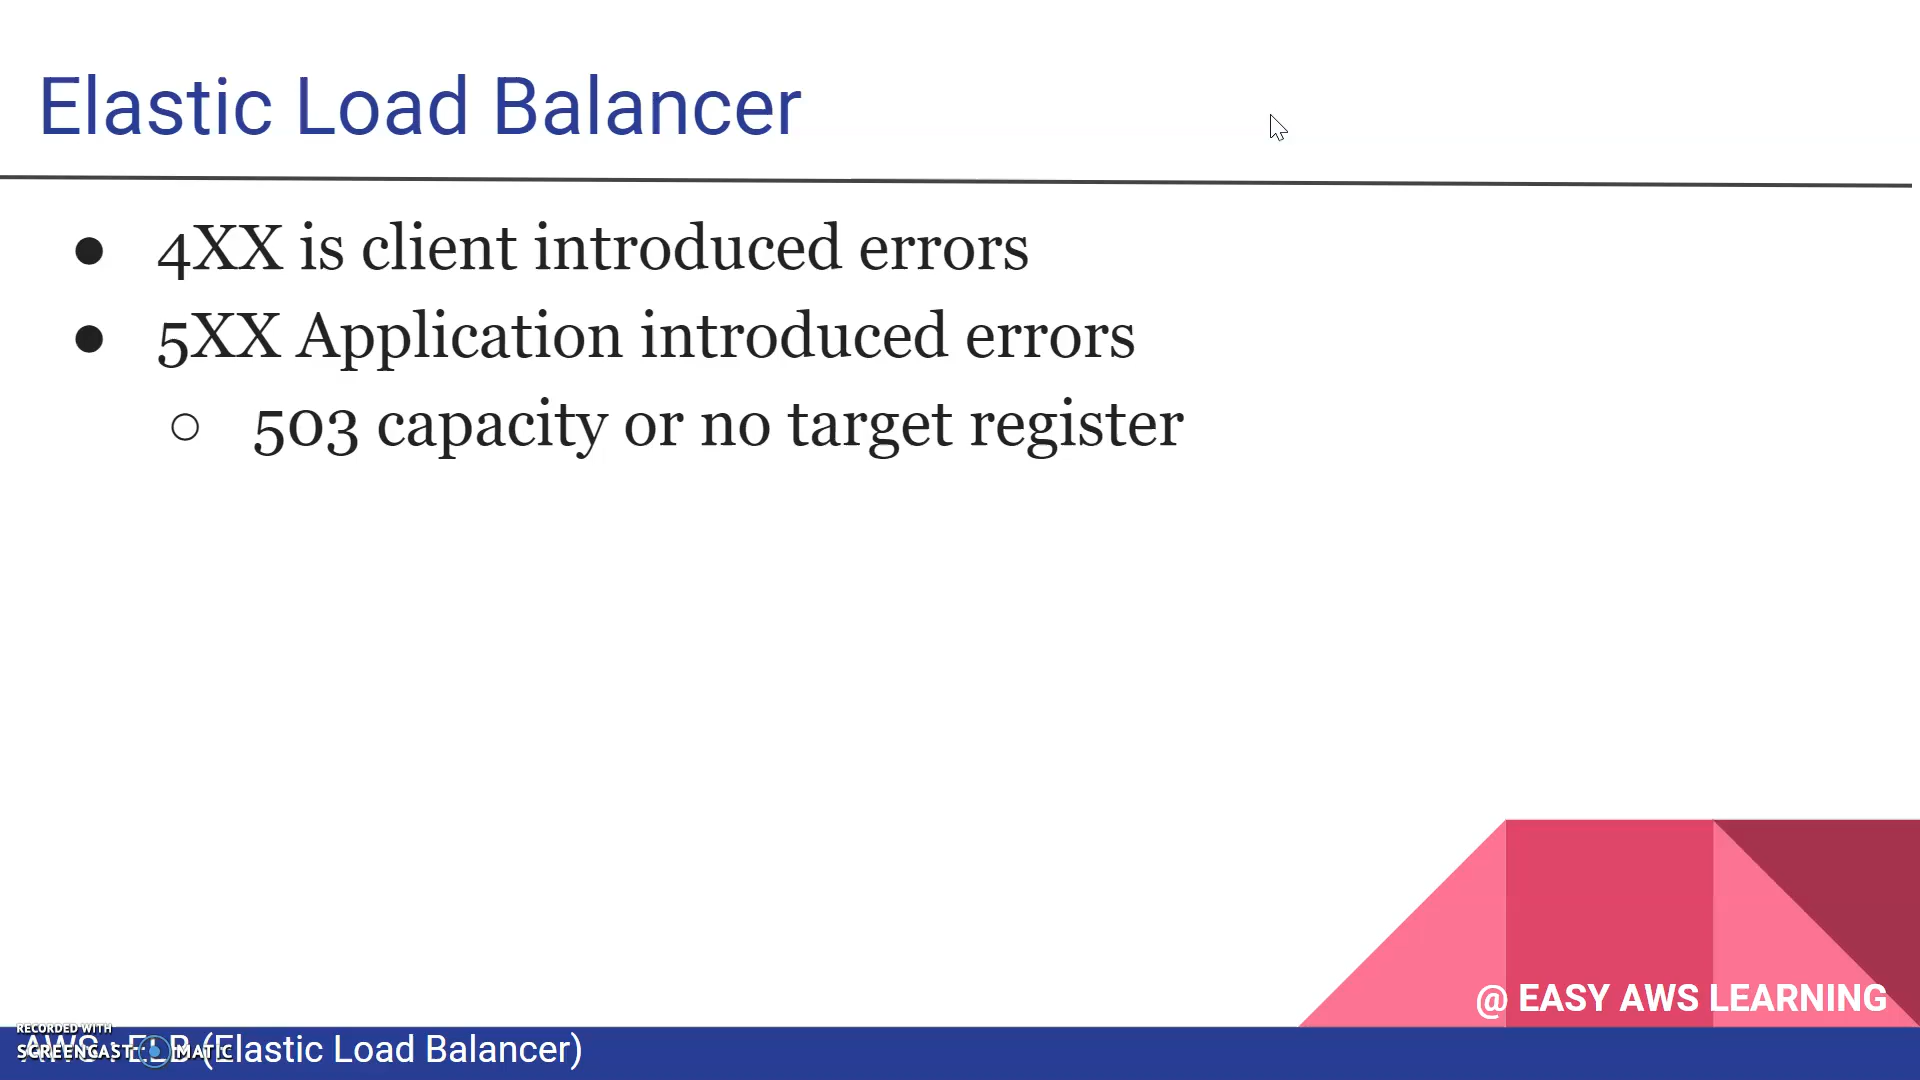 Elastic Load Balancer
● 4XX is client introduced errors
● 5XX Application introduced errors
○ 503 capacity or no target register
@ EASY AWS LEARNING
RECORDED WITH
SCREENCAST-O-MATIC
AWS : ELB (Elastic Load Balancer)